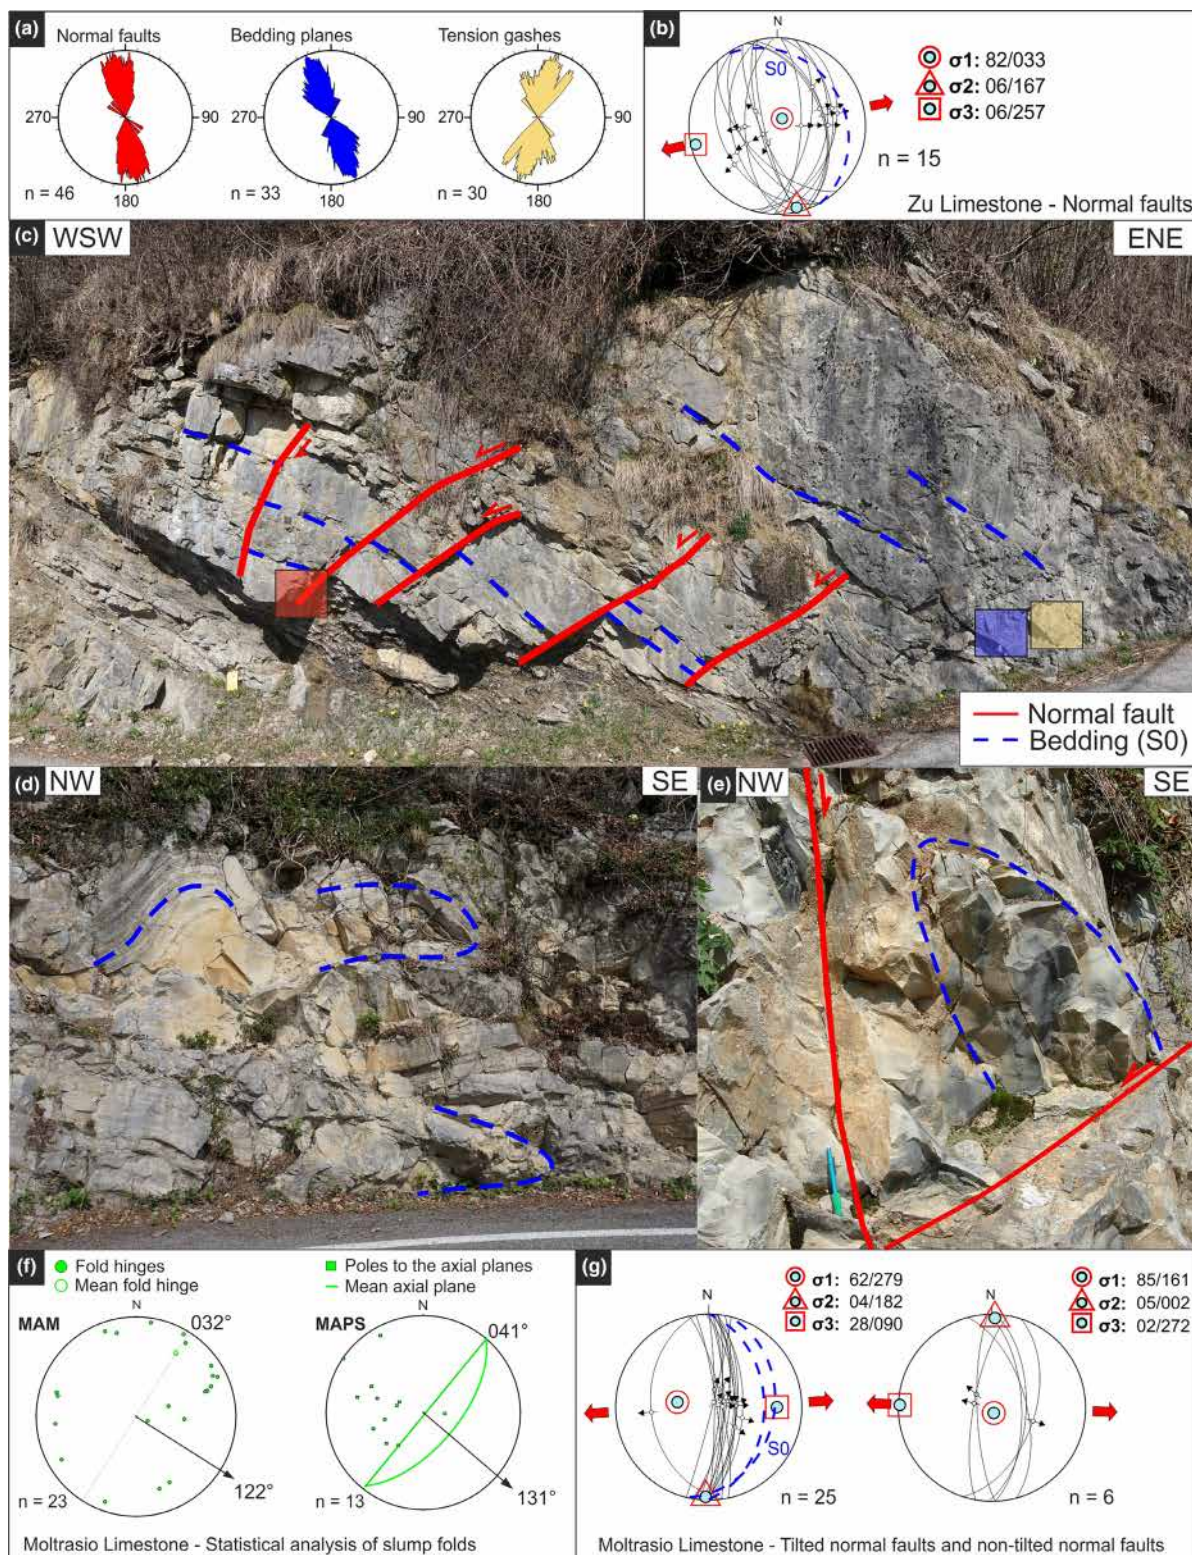 (a)
Normal faults
Bedding planes
Tension gashes
270
90
270
90
270
90
n = 46
180
n = 33
180
n = 30
180
(b)
N
S0
σ1: 82/033
σ2: 06/167
σ3: 06/257
n = 15
Zu Limestone - Normal faults
(c) WSW
ENE
Normal fault
Bedding (S0)
(d) NW
SE
(e) NW
SE
(f)
Fold hinges
Mean fold hinge
Poles to the axial planes
Mean axial plane
MAM
N
032°
122°
n = 23
MAPS
N
041°
131°
n = 13
Moltrasio Limestone - Statistical analysis of slump folds
(g)
σ1: 62/279
σ2: 04/182
σ3: 28/090
N
S0
n = 25
σ1: 85/161
σ2: 05/002
σ3: 02/272
N
n = 6
Moltrasio Limestone - Tilted normal faults and non-tilted normal faults